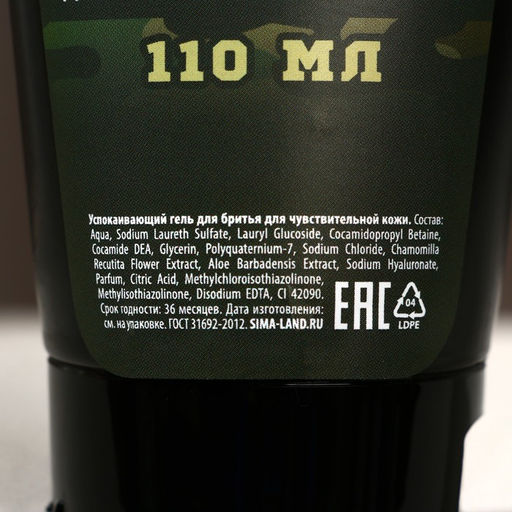 110 МЛ
Успокаивающий гель для бритья для чувствительной кожи. Состав:
Aqua, Sodium Laureth Sulfate, Lauryl Glucoside, Cocamidopropyl Betaine,
Cocamide DEA, Glycerin, Polyquaternium-7, Sodium Chloride, Chamomilla
Recutita Flower Extract, Aloe Barbadensis Extract, Sodium Hyaluronate,
Parfum, Citric Acid, Methylchloroisothiazolinone,
Methylisothiazolinone, Disodium EDTA, CI 42090.
Срок годности: 36 месяцев. Дата изготовления:
см. на упаковке. ГОСТ 31692-2012. SIMA-LAND.RU
EAC
04
LDPE